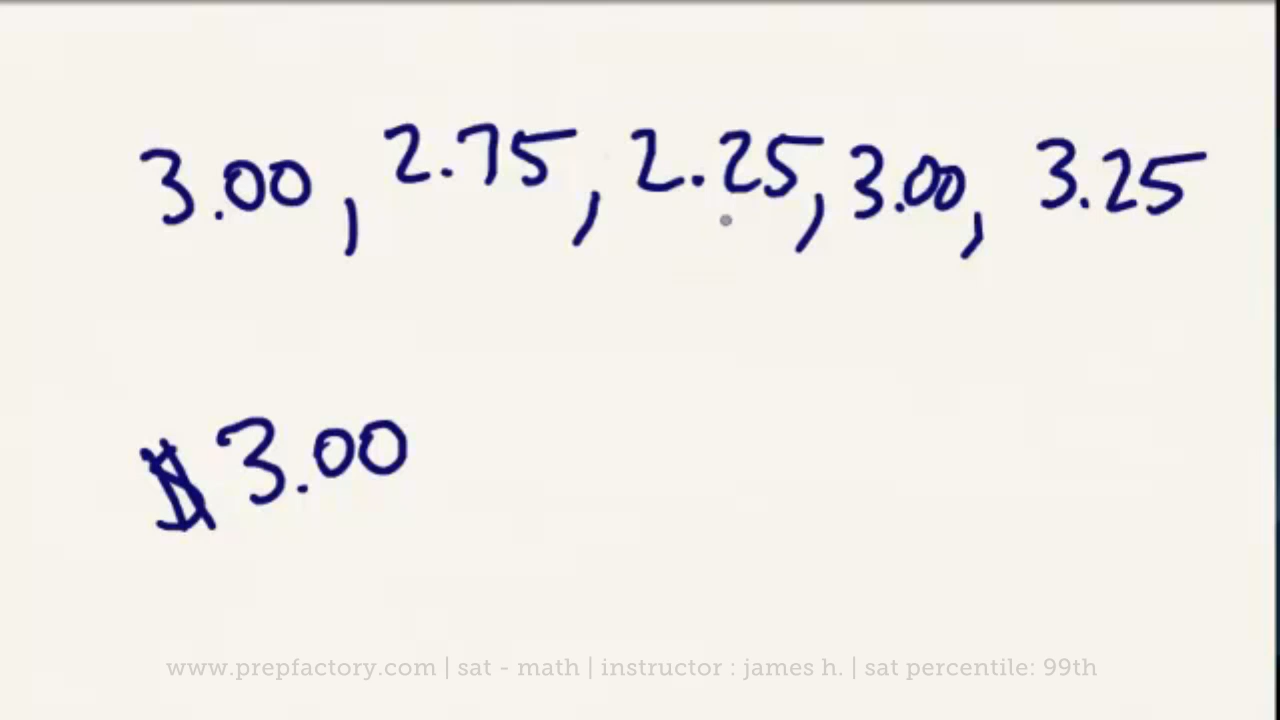 3.00, 2.75, 2.25, 3.00, 3.25
$3.00
www.prepfactory.com | sat - math | instructor : james h. | sat percentile: 99th